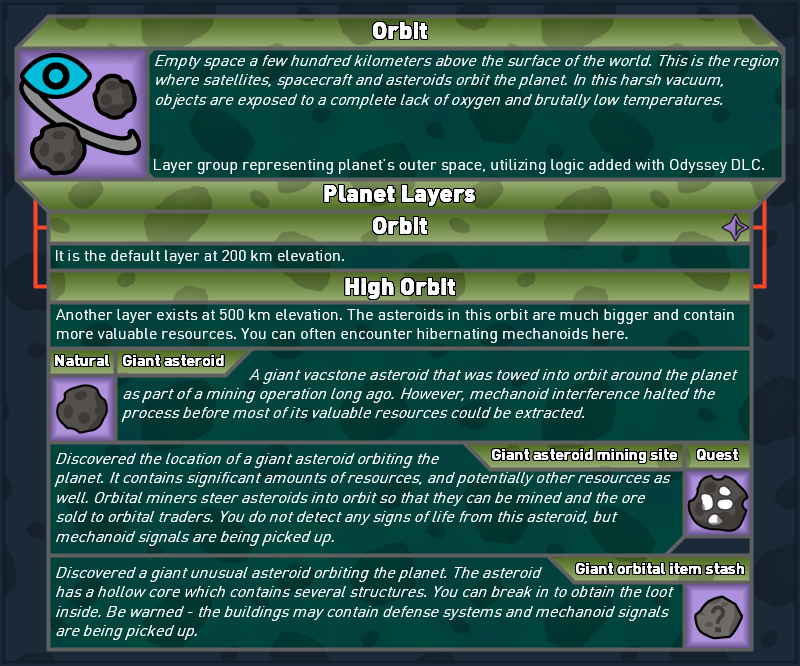 Orbit
Empty space a few hundred kilometers above the surface of the world. This is the region
where satellites, spacecraft and asteroids orbit the planet. In this harsh vacuum,
objects are exposed to a complete lack of oxygen and brutally low temperatures.
Layer group representing planet's outer space, utilizing logic added with Odyssey DLC.
Planet Layers
Orbit
It is the default layer at 200 km elevation.
High Orbit
Another layer exists at 500 km elevation. The asteroids in this orbit are much bigger and contain
more valuable resources. You can often encounter hibernating mechanoids here.
Natural
Giant asteroid
A giant vacstone asteroid that was towed into orbit around the planet
as part of a mining operation long ago. However, mechanoid interference halted the
process before most of its valuable resources could be extracted.
Giant asteroid mining site
Quest
Discovered the location of a giant asteroid orbiting the
planet. It contains significant amounts of resources, and potentially other resources as
well. Orbital miners steer asteroids into orbit so that they can be mined and the ore
sold to orbital traders. You do not detect any signs of life from this asteroid, but
mechanoid signals are being picked up.
Giant orbital item stash
Discovered a giant unusual asteroid orbiting the planet. The asteroid
has a hollow core which contains several structures. You can break in to obtain the loot
inside. Be warned - the buildings may contain defense systems and mechanoid signals
are being picked up.
?